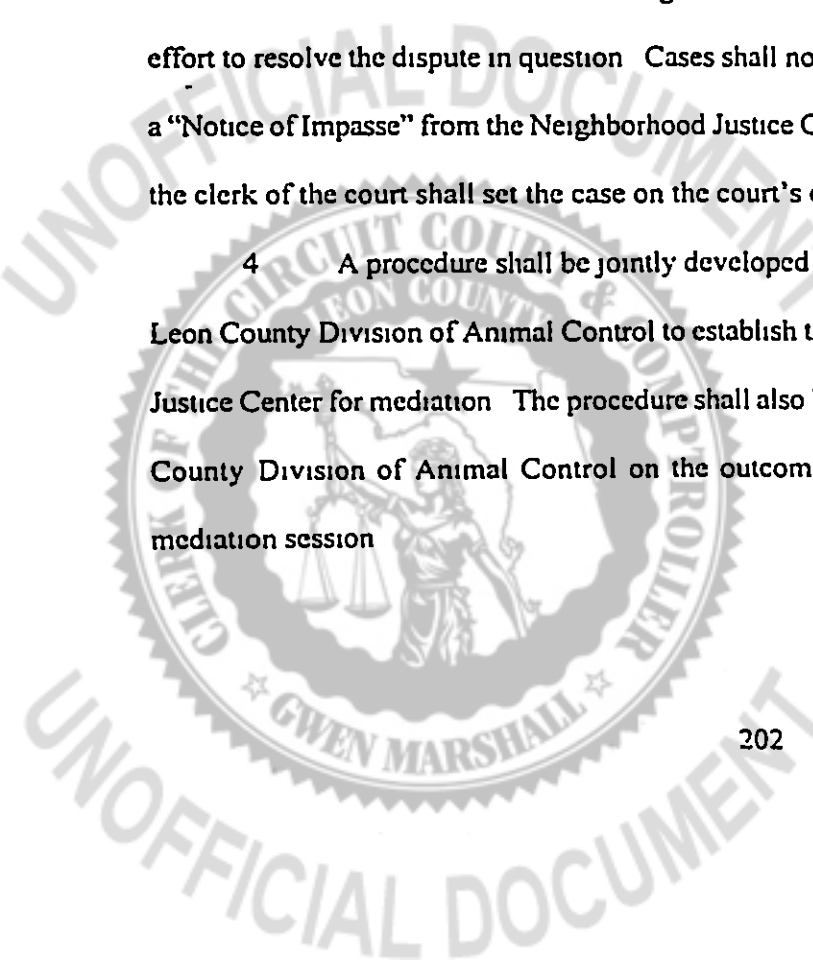 effort to resolve the dispute in question Cases shall no
a “Notice of Impasse” from the Neighborhood Justice C
the clerk of the court shall set the case on the court’s
4 A procedure shall be jointly developed
Leon County Division of Animal Control to establish t
Justice Center for mediation The procedure shall also
County Division of Animal Control on the outcom
mediation session
202
UNOFFICIAL DOCUMENT
CLERK OF THE CIRCUIT COURT & COMPTROLLER
LEON COUNTY
GWEN MARSHALL
UNOFFICIAL DOCUMENT